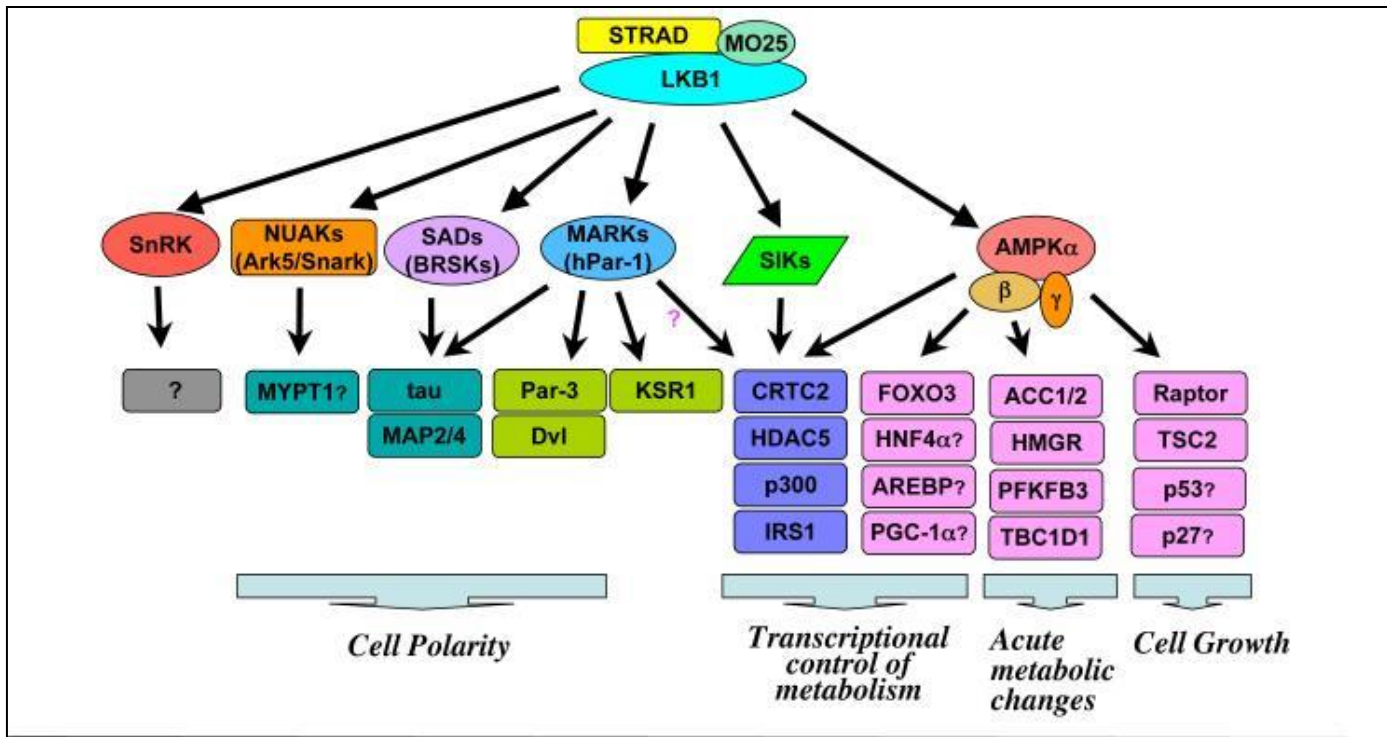 STRAD
MO25
LKB1
SnRK
NUAKs
(Ark5/Snark)
SADs
(BRSKs)
MARKs
(hPar-1)
SIKs
AMPKα
β
γ
?
?
MYPT1?
tau
Par-3
KSR1
CRTC2
FOXO3
ACC1/2
Raptor
MAP2/4
Dvl
HDAC5
HNF4α?
HMGR
TSC2
p300
AREBP?
PFKFB3
p53?
IRS1
PGC-1α?
TBC1D1
p27?
Cell Polarity
Transcriptional
control of
metabolism
Acute
metabolic
changes
Cell Growth